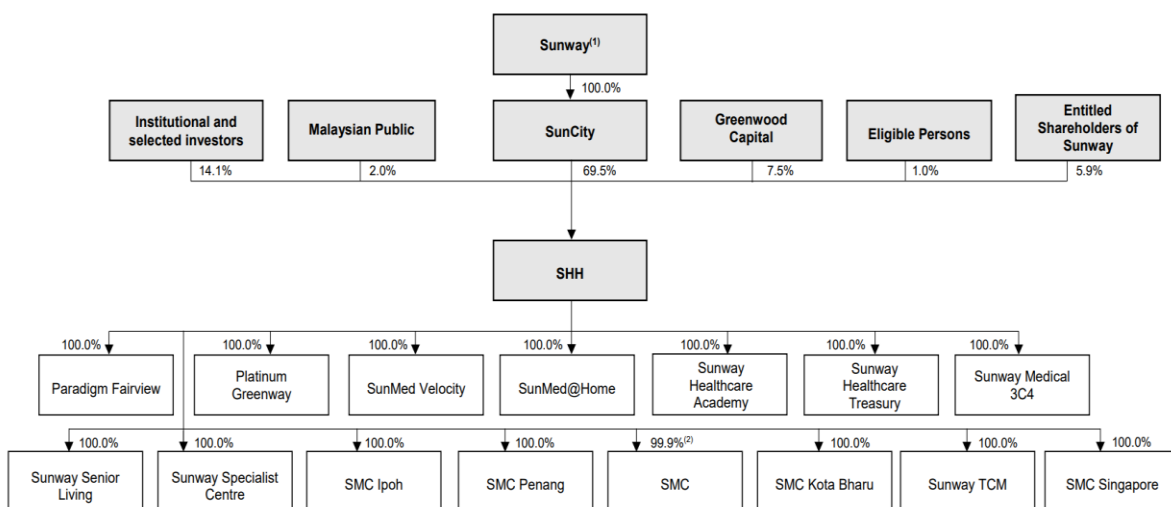 Sunway(1)
100.0%
Institutional and
selected investors
Malaysian Public
SunCity
Greenwood
Capital
Eligible Persons
Entitled
Shareholders of
Sunway
14.1%
2.0%
69.5%
7.5%
1.0%
5.9%
SHH
100.0%
100.0%
100.0%
100.0%
100.0%
100.0%
100.0%
Paradigm Fairview
Platinum
Greenway
SunMed Velocity
SunMed@Home
Sunway
Healthcare
Academy
Sunway
Healthcare
Treasury
Sunway Medical
3C4
100.0%
100.0%
100.0%
100.0%
99.9%(2)
100.0%
100.0%
100.0%
Sunway Senior
Living
Sunway Specialist
Centre
SMC Ipoh
SMC Penang
SMC
SMC Kota Bharu
Sunway TCM
SMC Singapore